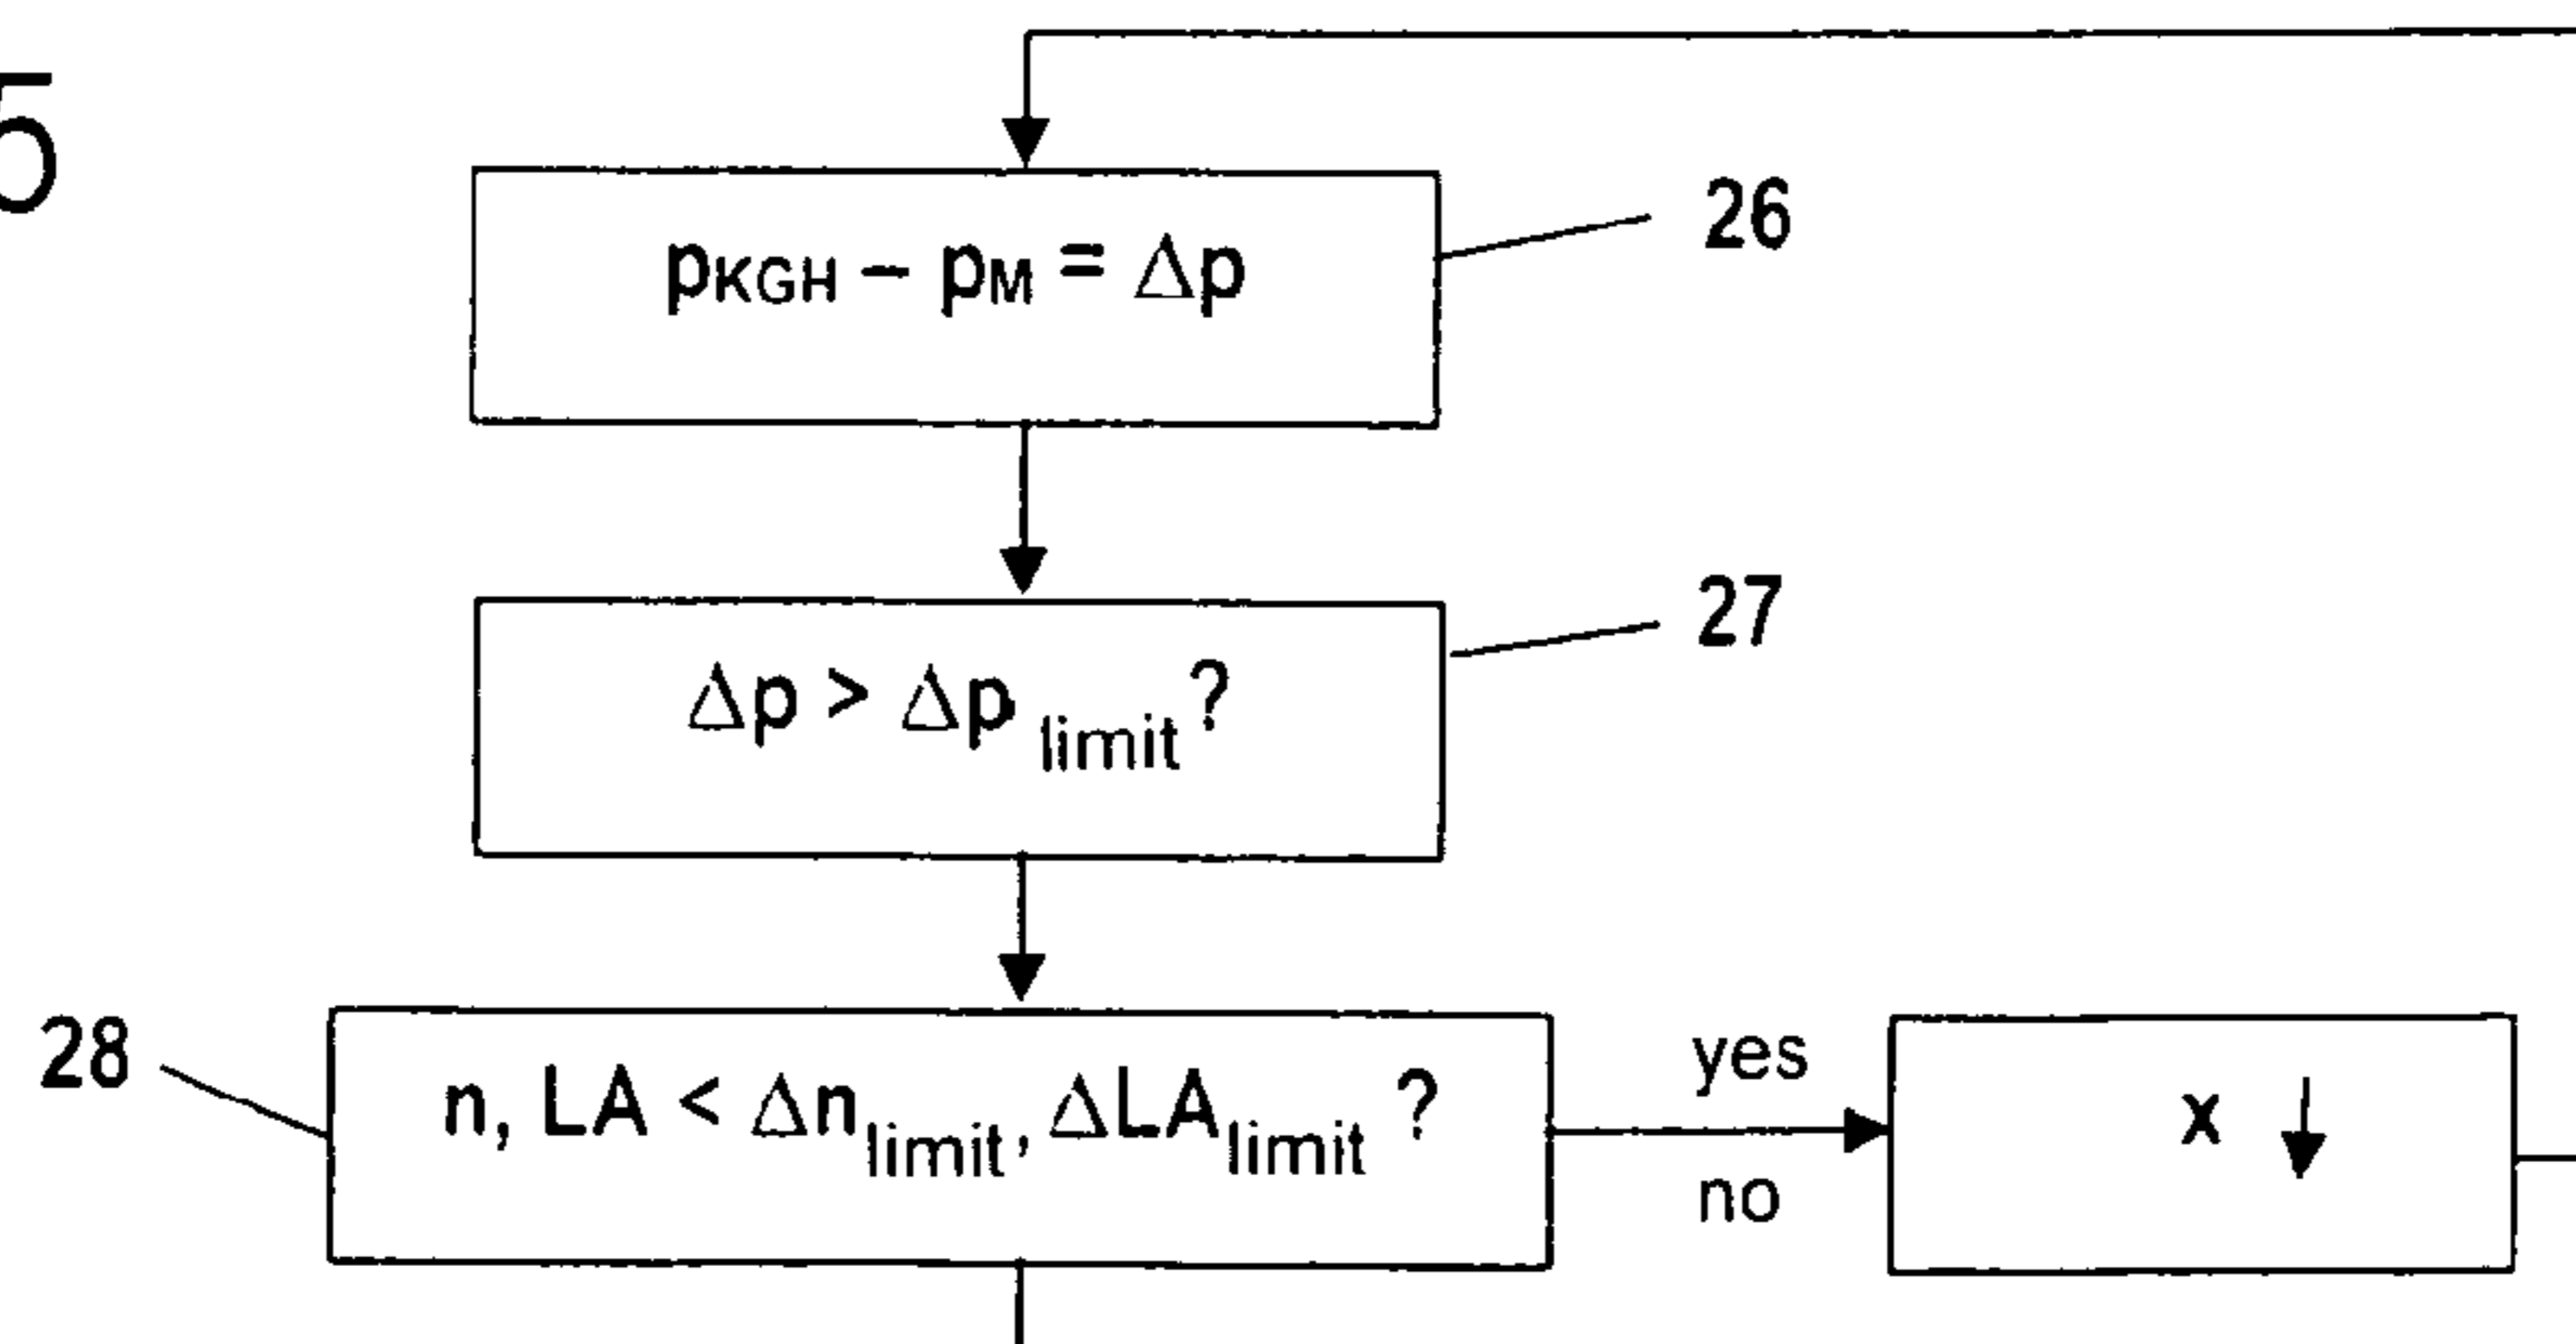 5
26
pKGH – pM = Δp
27
Δp > Δp limit ?
28
n, LA < Δnlimit, ΔLAlimit ?
yes
no
x ↓